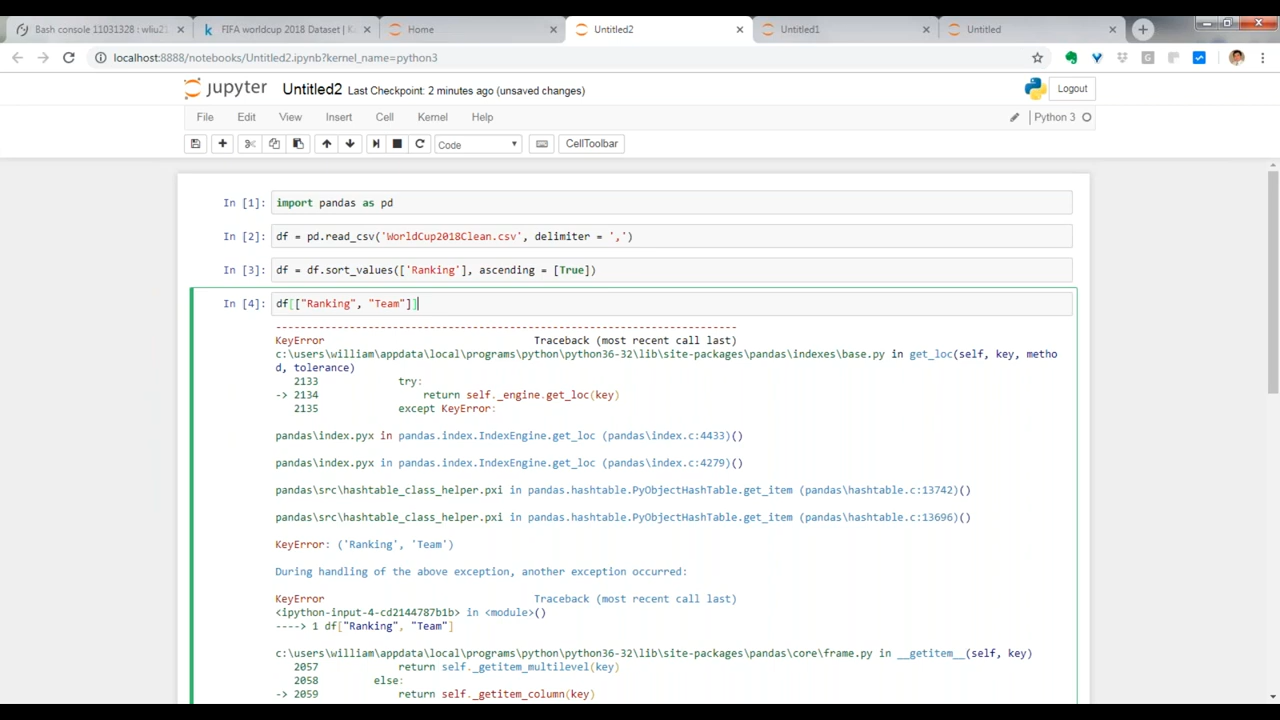 Bash console 11031328 : wliu2
FIFA worldcup 2018 Dataset | K
Home
Untitled2
Untitled1
Untitled
localhost:8888/notebooks/Untitled2.ipynb?kernel_name=python3
jupyter Untitled2 Last Checkpoint: 2 minutes ago (unsaved changes)
Logout
File Edit View Insert Cell Kernel Help
Python 3
Code
CellToolbar
In [1]: import pandas as pd
In [2]: df = pd.read_csv('WorldCup2018Clean.csv', delimiter = ',')
In [3]: df = df.sort_values(['Ranking'], ascending = [True])
In [4]: df[["Ranking", "Team"]]
---------------------------------------------------------------------------
KeyError Traceback (most recent call last)
c:\users\william\appdata\local\programs\python\python36-32\lib\site-packages\pandas\indexes\base.py in get_loc(self, key, metho
d, tolerance)
2133 try:
-> 2134 return self._engine.get_loc(key)
2135 except KeyError:
pandas\index.pyx in pandas.index.IndexEngine.get_loc (pandas\index.c:4433)()
pandas\index.pyx in pandas.index.IndexEngine.get_loc (pandas\index.c:4279)()
pandas\src\hashtable_class_helper.pxi in pandas.hashtable.PyObjectHashTable.get_item (pandas\hashtable.c:13742)()
pandas\src\hashtable_class_helper.pxi in pandas.hashtable.PyObjectHashTable.get_item (pandas\hashtable.c:13696)()
KeyError: ('Ranking', 'Team')
During handling of the above exception, another exception occurred:
KeyError Traceback (most recent call last)
<ipython-input-4-cd2144787b1b> in <module>()
----> 1 df["Ranking", "Team"]
c:\users\william\appdata\local\programs\python\python36-32\lib\site-packages\pandas\core\frame.py in __getitem__(self, key)
2057 return self._getitem_multilevel(key)
2058 else:
-> 2059 return self._getitem_column(key)